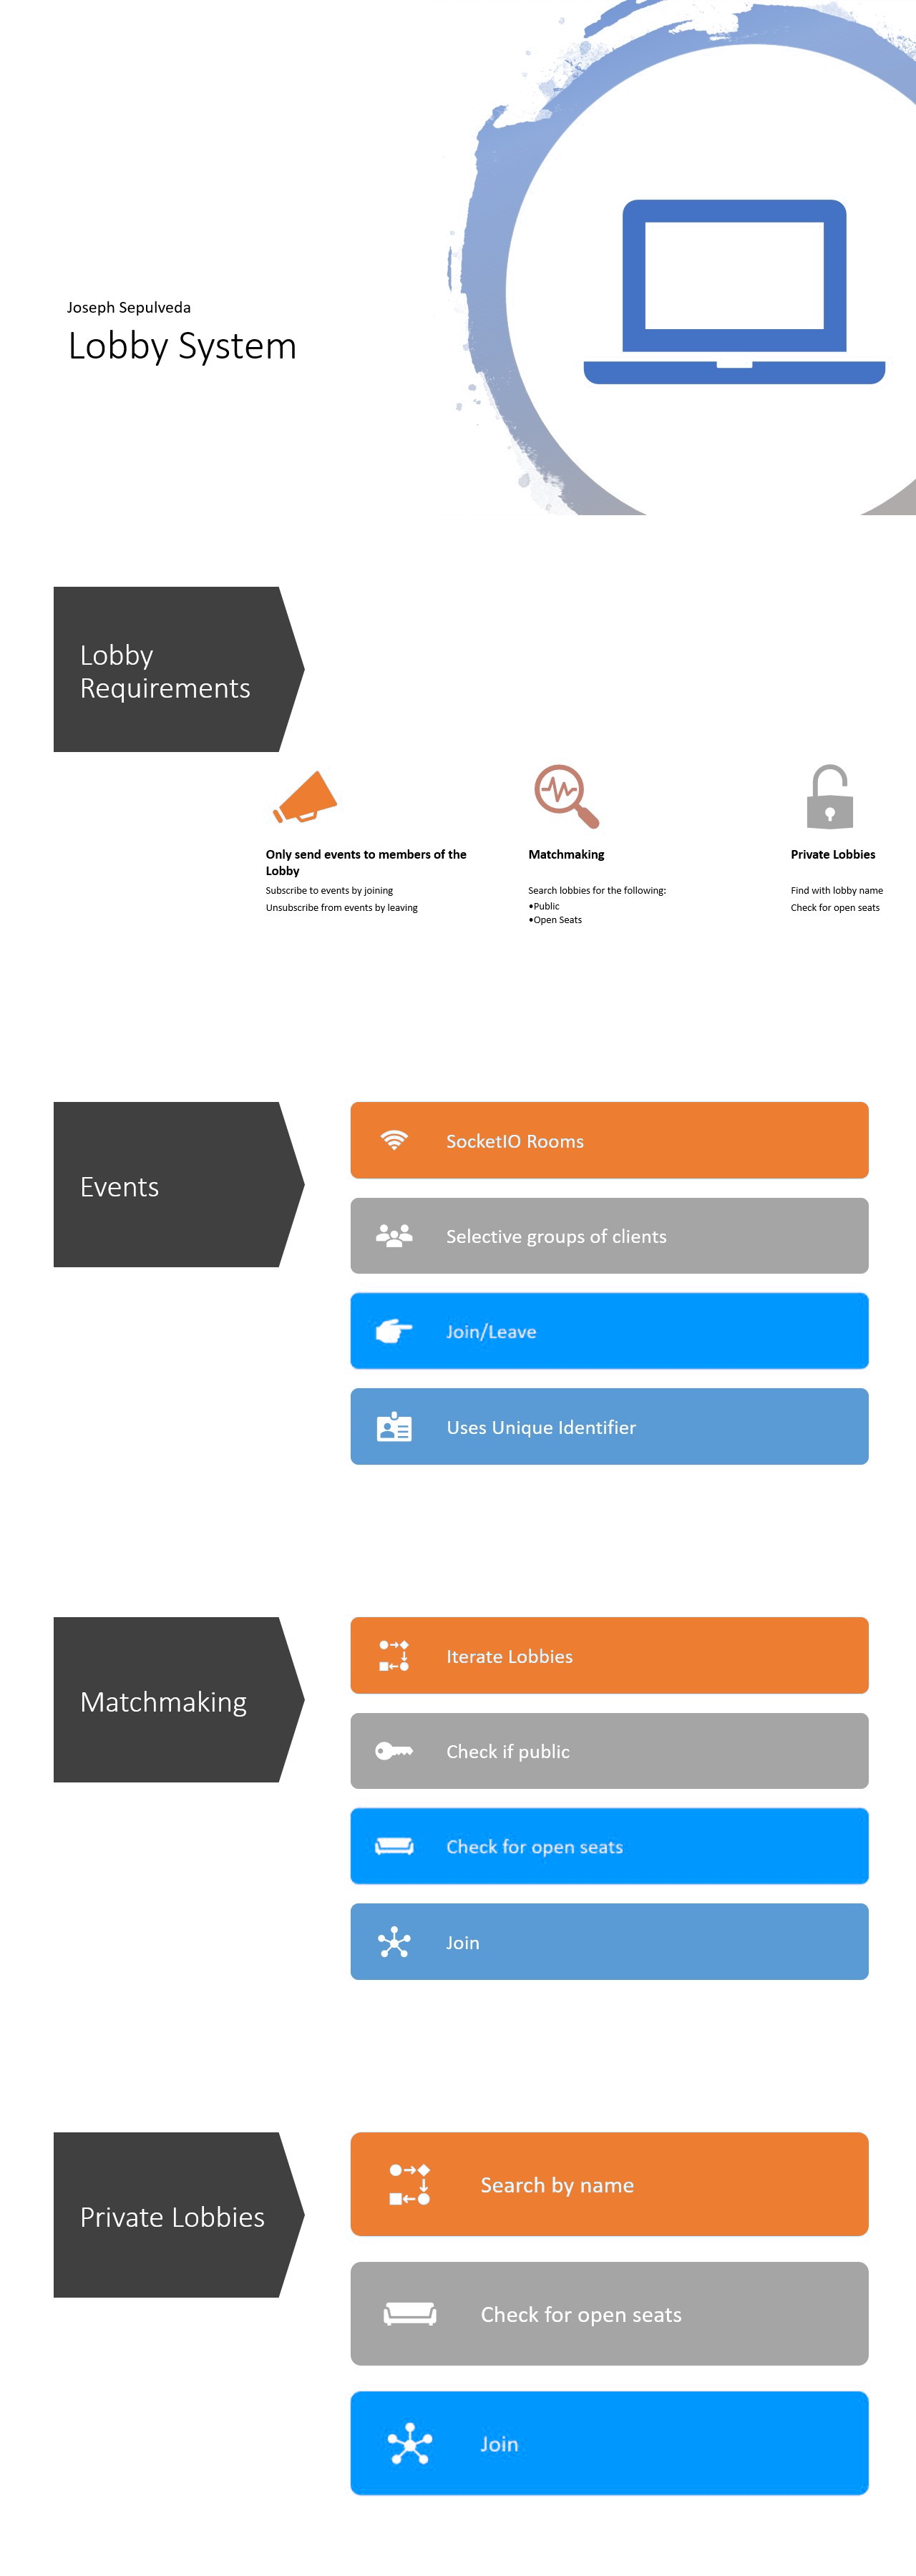 Joseph Sepulveda
Lobby System
Lobby
Requirements
Only send events to members of the
Lobby
Subscribe to events by joining
Unsubscribe from events by leaving
Matchmaking
Search lobbies for the following:
•Public
•Open Seats
Private Lobbies
Find with lobby name
Check for open seats
Events
SocketIO Rooms
Selective groups of clients
Join/Leave
Uses Unique Identifier
Matchmaking
Iterate Lobbies
Check if public
Check for open seats
Join
Private Lobbies
Search by name
Check for open seats
Join